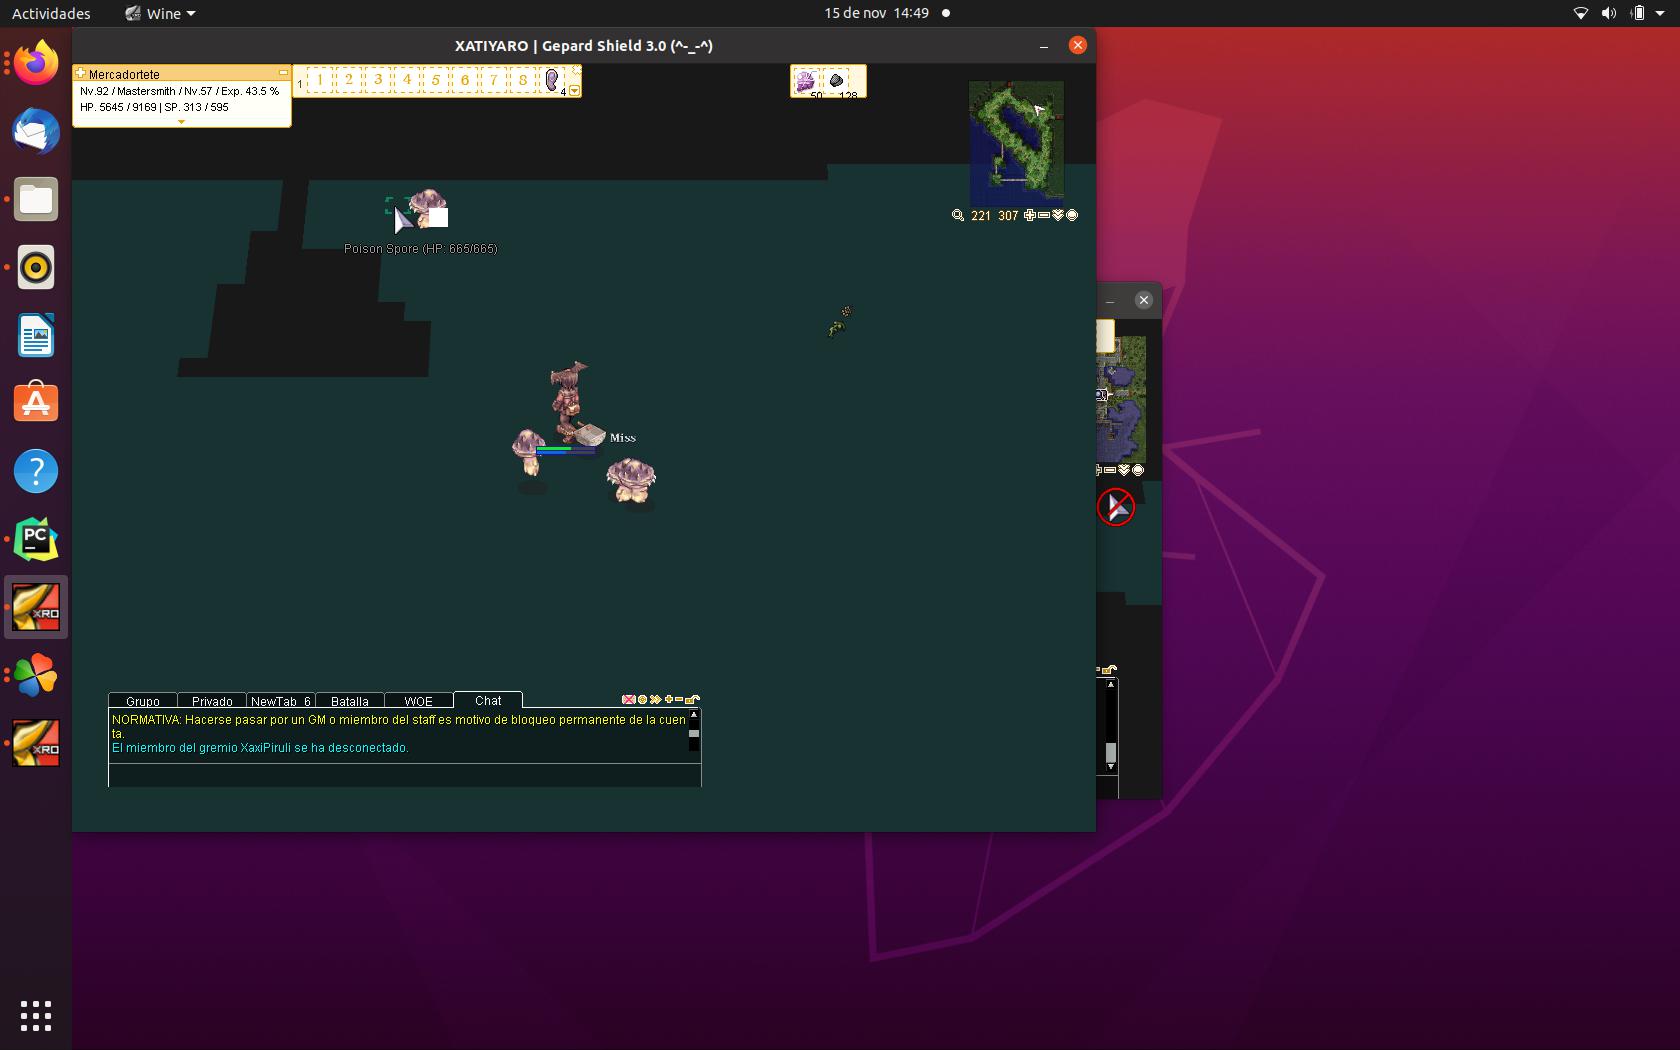 Actividades
Wine
15 de nov 14:49
XATIYARO | Gepard Shield 3.0 (^-_-^)
Mercadortete
Nv.92 / Mastersmith / Nv.57 / Exp. 43.5 %
HP. 5645 / 9169 | SP. 313 / 595
1 1 2 3 4 5 6 7 8 4
50 128
221 307
Poison Spore (HP: 665/665)
Miss
?
PC
XRO
XRO
Grupo Privado NewTab 6 Batalla WOE Chat
NORMATIVA: Hacerse pasar por un GM o miembro del staff es motivo de bloqueo permanente de la cuen
ta.
El miembro del gremio XaxiPiruli se ha desconectado.